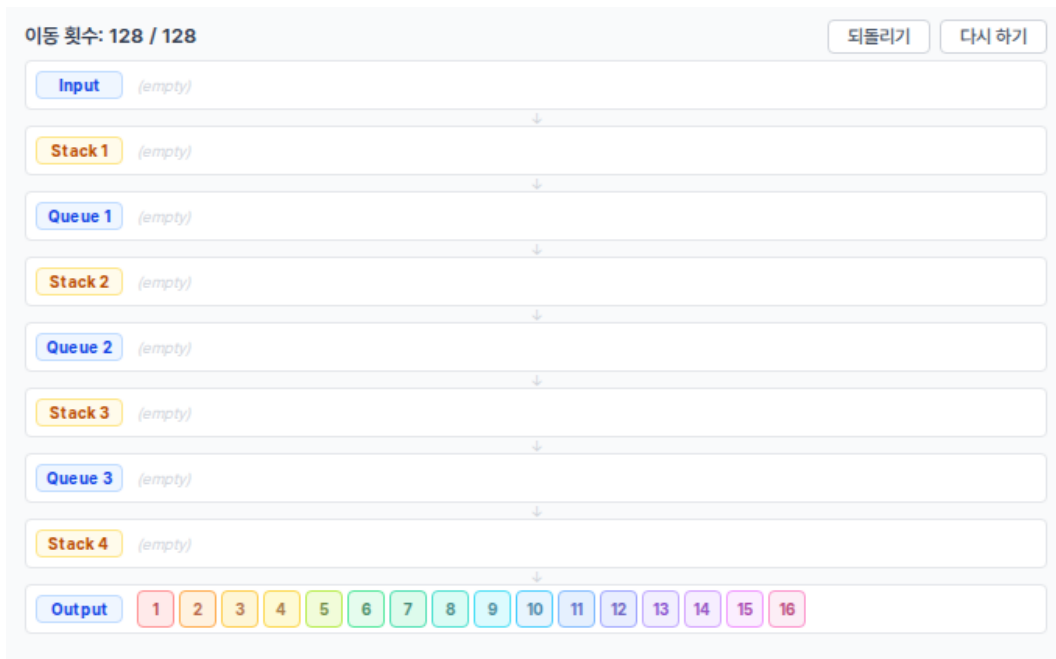 이동 횟수: 128 / 128 되돌리기 다시 하기
Input (empty)
↓
Stack 1 (empty)
↓
Queue 1 (empty)
↓
Stack 2 (empty)
↓
Queue 2 (empty)
↓
Stack 3 (empty)
↓
Queue 3 (empty)
↓
Stack 4 (empty)
↓
Output 1 2 3 4 5 6 7 8 9 10 11 12 13 14 15 16